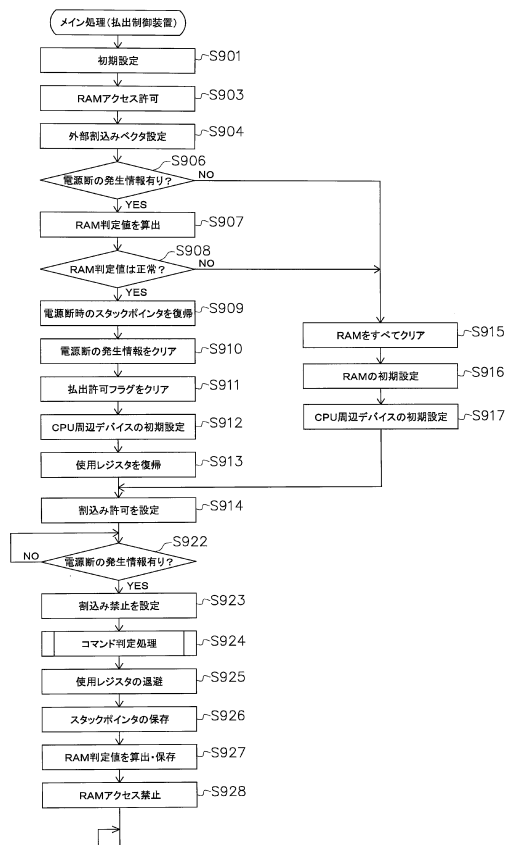 メイン処理(払出制御装置)
初期設定
S901
RAMアクセス許可
S903
外部割込みベクタ設定
S904
S906
電源断の発生情報有り?
NO
YES
RAM判定値を算出
S907
S908
RAM判定値は正常?
NO
YES
電源断時のスタックポインタを復帰
S909
電源断の発生情報をクリア
S910
払出許可フラグをクリア
S911
CPU周辺デバイスの初期設定
S912
使用レジスタを復帰
S913
RAMをすべてクリア
S915
RAMの初期設定
S916
CPU周辺デバイスの初期設定
S917
割込み許可を設定
S914
S922
電源断の発生情報有り?
NO
YES
割込み禁止を設定
S923
コマンド判定処理
S924
使用レジスタの退避
S925
スタックポインタの保存
S926
RAM判定値を算出・保存
S927
RAMアクセス禁止
S928